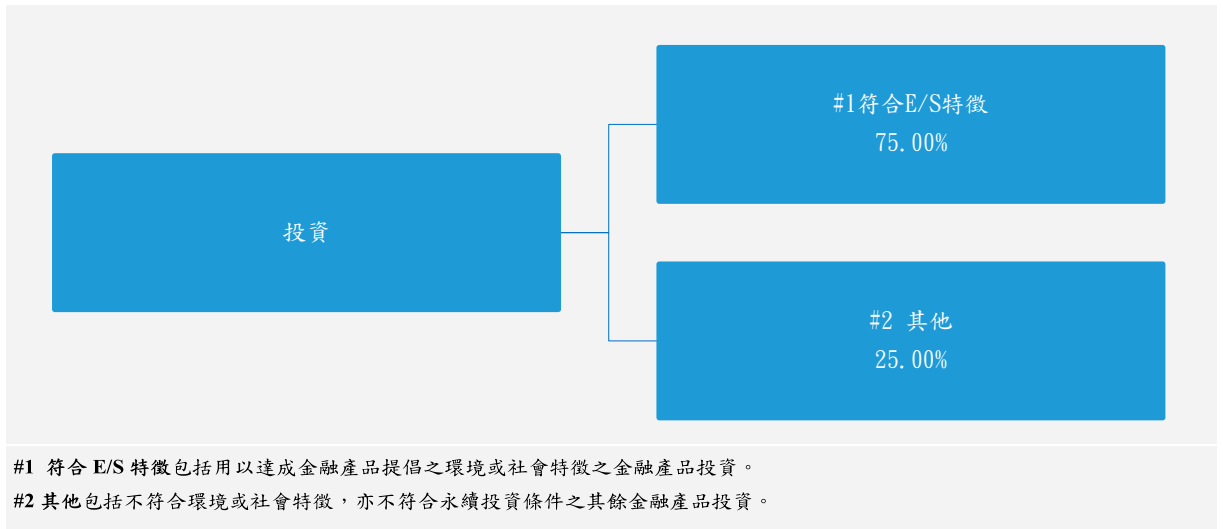 #1符合E/S特徵
75.00%
投資
#2 其他
25.00%
#1 符合 E/S 特徵包括用以達成金融產品提倡之環境或社會特徵之金融產品投資。
#2 其他包括不符合環境或社會特徵，亦不符合永續投資條件之其餘金融產品投資。